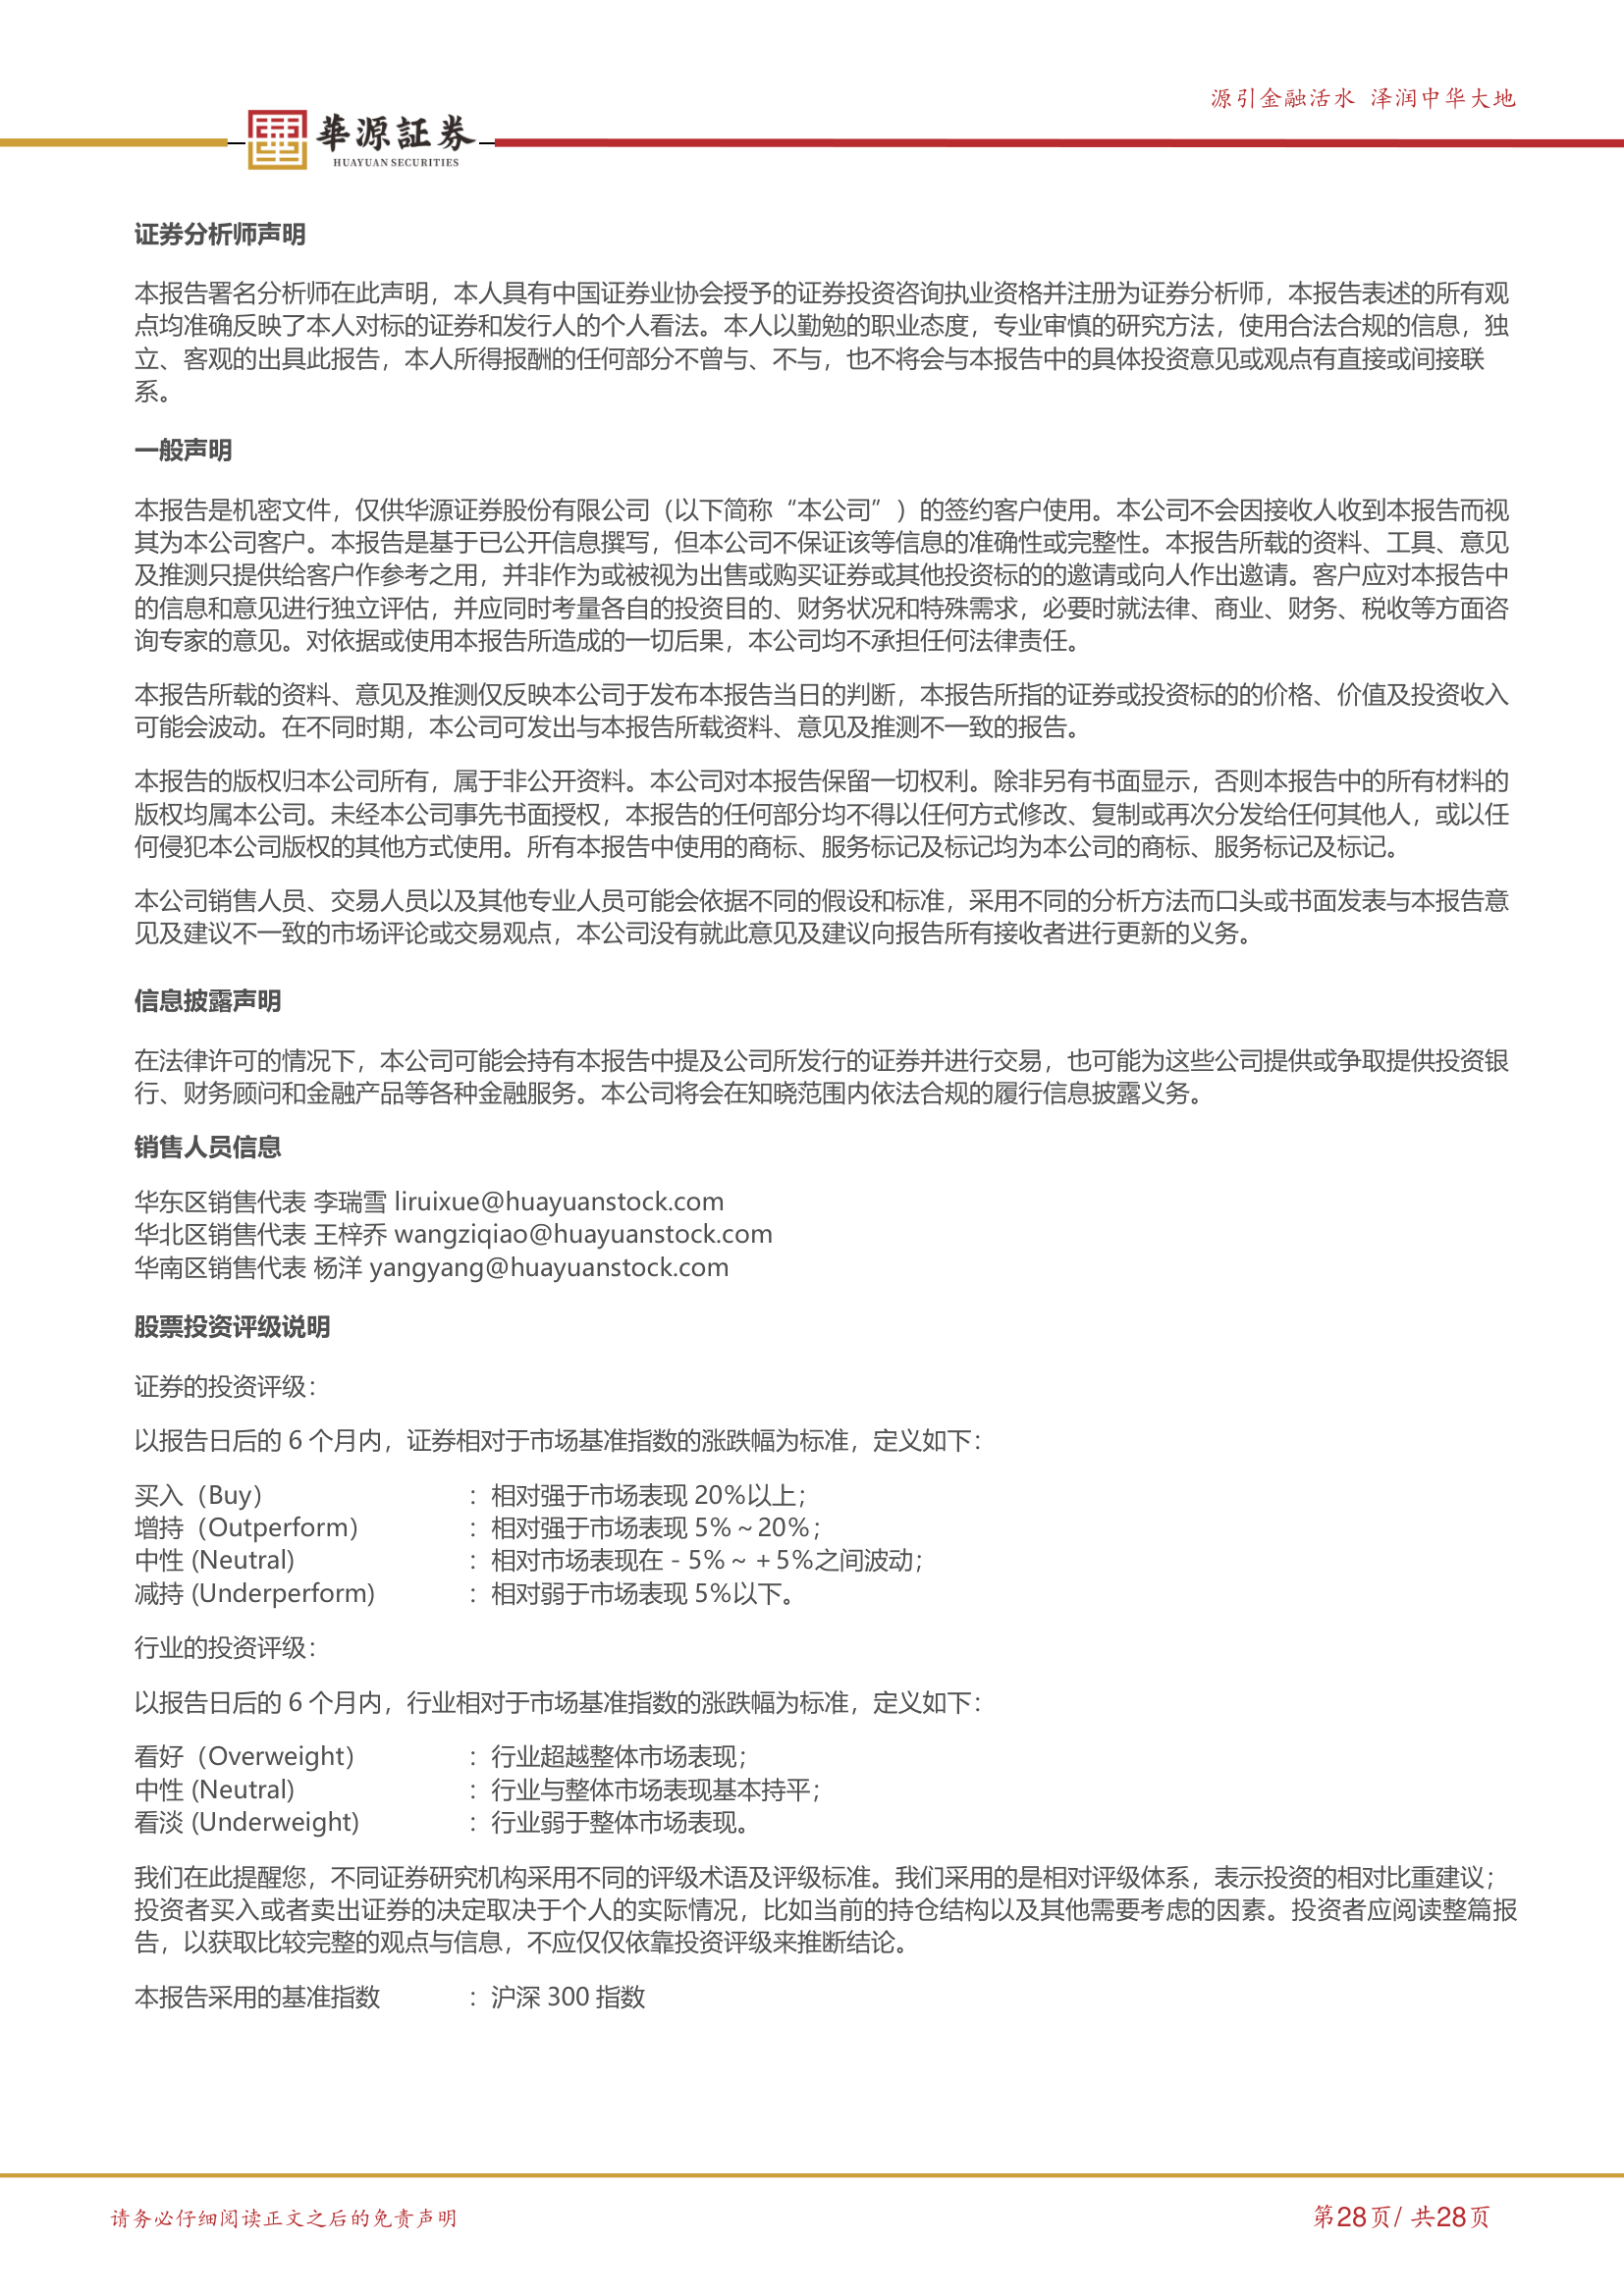 源引金融活水 泽润中华大地
華源証券
HUAYUAN SECURITIES
证券分析师声明
本报告署名分析师在此声明，本人具有中国证券业协会授予的证券投资咨询执业资格并注册为证券分析师，本报告表述的所有观
点均准确反映了本人对标的证券和发行人的个人看法。本人以勤勉的职业态度，专业审慎的研究方法，使用合法合规的信息，独
立、客观的出具此报告，本人所得报酬的任何部分不曾与、不与，也不将会与本报告中的具体投资意见或观点有直接或间接联
系。
一般声明
本报告是机密文件，仅供华源证券股份有限公司（以下简称“本公司”）的签约客户使用。本公司不会因接收人收到本报告而视
其为本公司客户。本报告是基于已公开信息撰写，但本公司不保证该等信息的准确性或完整性。本报告所载的资料、工具、意见
及推测只提供给客户作参考之用，并非作为或被视为出售或购买证券或其他投资标的的邀请或向人作出邀请。客户应对本报告中
的信息和意见进行独立评估，并应同时考量各自的投资目的、财务状况和特殊需求，必要时就法律、商业、财务、税收等方面咨
询专家的意见。对依据或使用本报告所造成的一切后果，本公司均不承担任何法律责任。
本报告所载的资料、意见及推测仅反映本公司于发布本报告当日的判断，本报告所指的证券或投资标的的价格、价值及投资收入
可能会波动。在不同时期，本公司可发出与本报告所载资料、意见及推测不一致的报告。
本报告的版权归本公司所有，属于非公开资料。本公司对本报告保留一切权利。除非另有书面显示，否则本报告中的所有材料的
版权均属本公司。未经本公司事先书面授权，本报告的任何部分均不得以任何方式修改、复制或再次分发给任何其他人，或以任
何侵犯本公司版权的其他方式使用。所有本报告中使用的商标、服务标记及标记均为本公司的商标、服务标记及标记。
本公司销售人员、交易人员以及其他专业人员可能会依据不同的假设和标准，采用不同的分析方法而口头或书面发表与本报告意
见及建议不一致的市场评论或交易观点，本公司没有就此意见及建议向报告所有接收者进行更新的义务。
信息披露声明
在法律许可的情况下，本公司可能会持有本报告中提及公司所发行的证券并进行交易，也可能为这些公司提供或争取提供投资银
行、财务顾问和金融产品等各种金融服务。本公司将会在知晓范围内依法合规的履行信息披露义务。
销售人员信息
华东区销售代表 李瑞雪 liruixue@huayuanstock.com
华北区销售代表 王梓乔 wangziqiao@huayuanstock.com
华南区销售代表 杨洋 yangyang@huayuanstock.com
股票投资评级说明
证券的投资评级：
以报告日后的 6 个月内，证券相对于市场基准指数的涨跌幅为标准，定义如下：
买入（Buy） ：相对强于市场表现 20%以上；
增持（Outperform） ：相对强于市场表现 5%～20%；
中性 (Neutral) ：相对市场表现在－5%～＋5%之间波动；
减持 (Underperform) ：相对弱于市场表现 5%以下。
行业的投资评级：
以报告日后的 6 个月内，行业相对于市场基准指数的涨跌幅为标准，定义如下：
看好（Overweight） ：行业超越整体市场表现；
中性 (Neutral) ：行业与整体市场表现基本持平；
看淡 (Underweight) ：行业弱于整体市场表现。
我们在此提醒您，不同证券研究机构采用不同的评级术语及评级标准。我们采用的是相对评级体系，表示投资的相对比重建议；
投资者买入或者卖出证券的决定取决于个人的实际情况，比如当前的持仓结构以及其他需要考虑的因素。投资者应阅读整篇报
告，以获取比较完整的观点与信息，不应仅仅依靠投资评级来推断结论。
本报告采用的基准指数 ：沪深 300 指数
请务必仔细阅读正文之后的免责声明
第28页/ 共28页